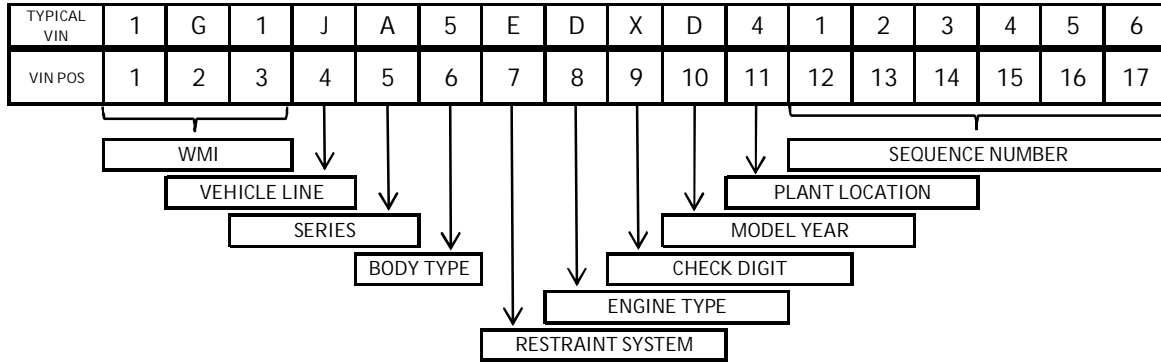 TYPICAL VIN 1 G 1 J A 5 E D X D 4 1 2 3 4 5 6
VIN POS 1 2 3 4 5 6 7 8 9 10 11 12 13 14 15 16 17
WMI SEQUENCE NUMBER
VEHICLE LINE PLANT LOCATION
SERIES MODEL YEAR
BODY TYPE CHECK DIGIT
ENGINE TYPE
RESTRAINT SYSTEM